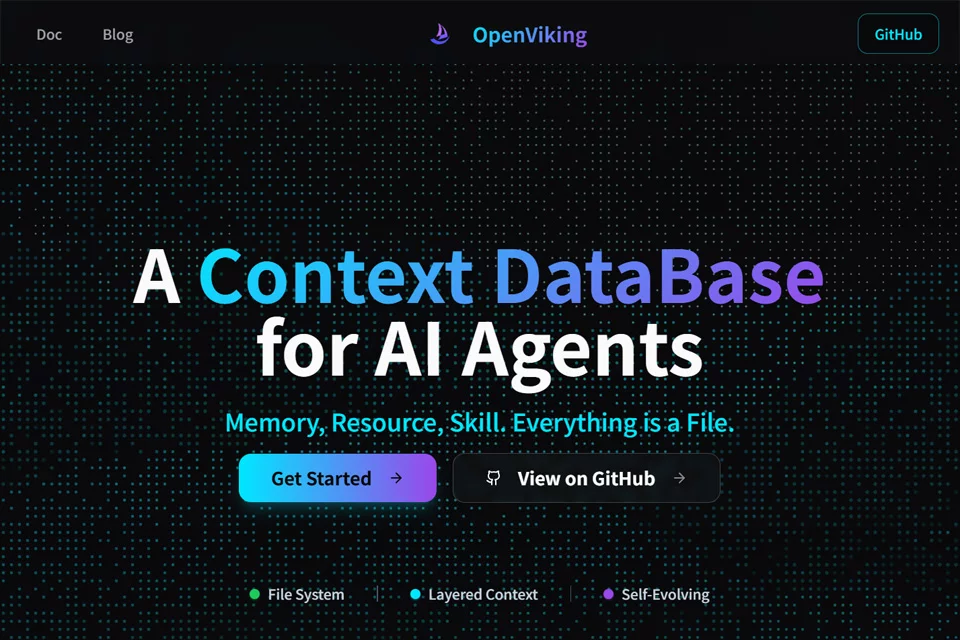 Doc
Blog
OpenViking
GitHub
A Context DataBase
for AI Agents
Memory, Resource, Skill. Everything is a File.
Get Started →
View on GitHub →
File System
Layered Context
Self-Evolving